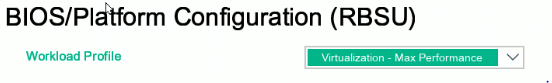 BIOS/Platform Configuration (RBSU)
Workload Profile Virtualization - Max Performance